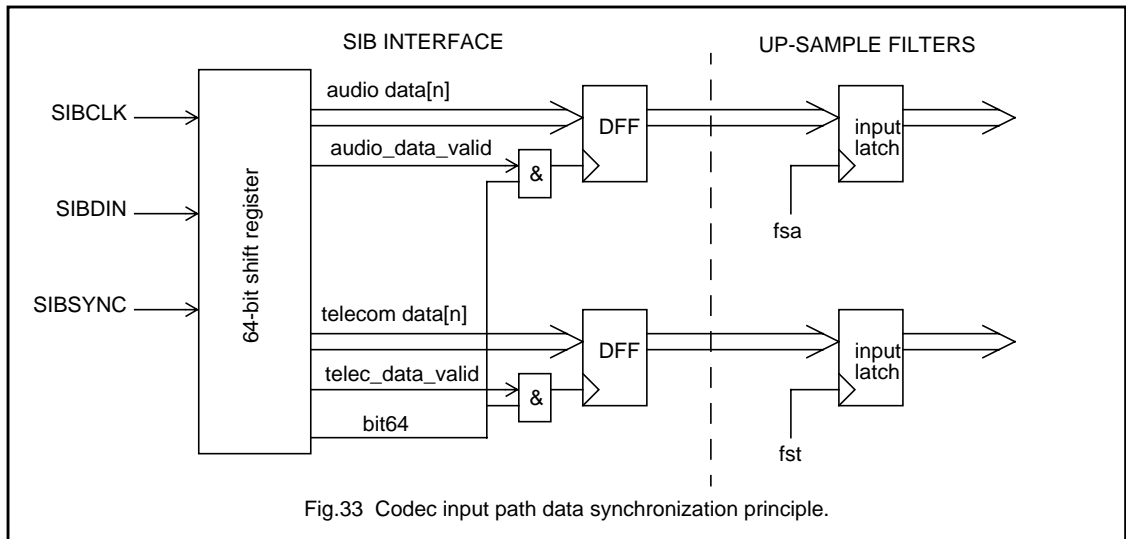 SIB INTERFACE
UP-SAMPLE FILTERS
SIBCLK
SIBDIN
SIBSYNC
64-bit shift register
audio data[n]
audio_data_valid
&
DFF
input
latch
fsa
telecom data[n]
telec_data_valid
bit64
&
DFF
input
latch
fst
Fig.33 Codec input path data synchronization principle.